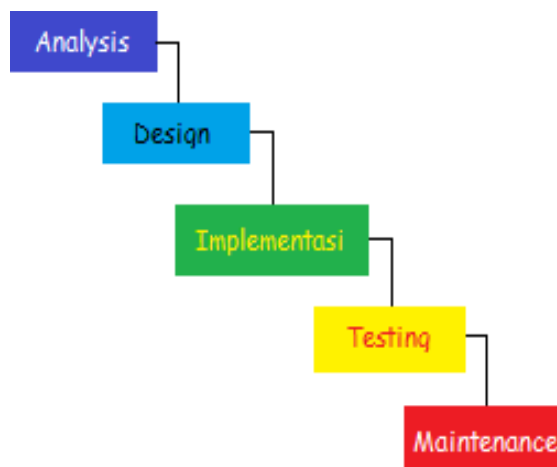 Analysis
Design
Implementasi
Testing
Maintenance